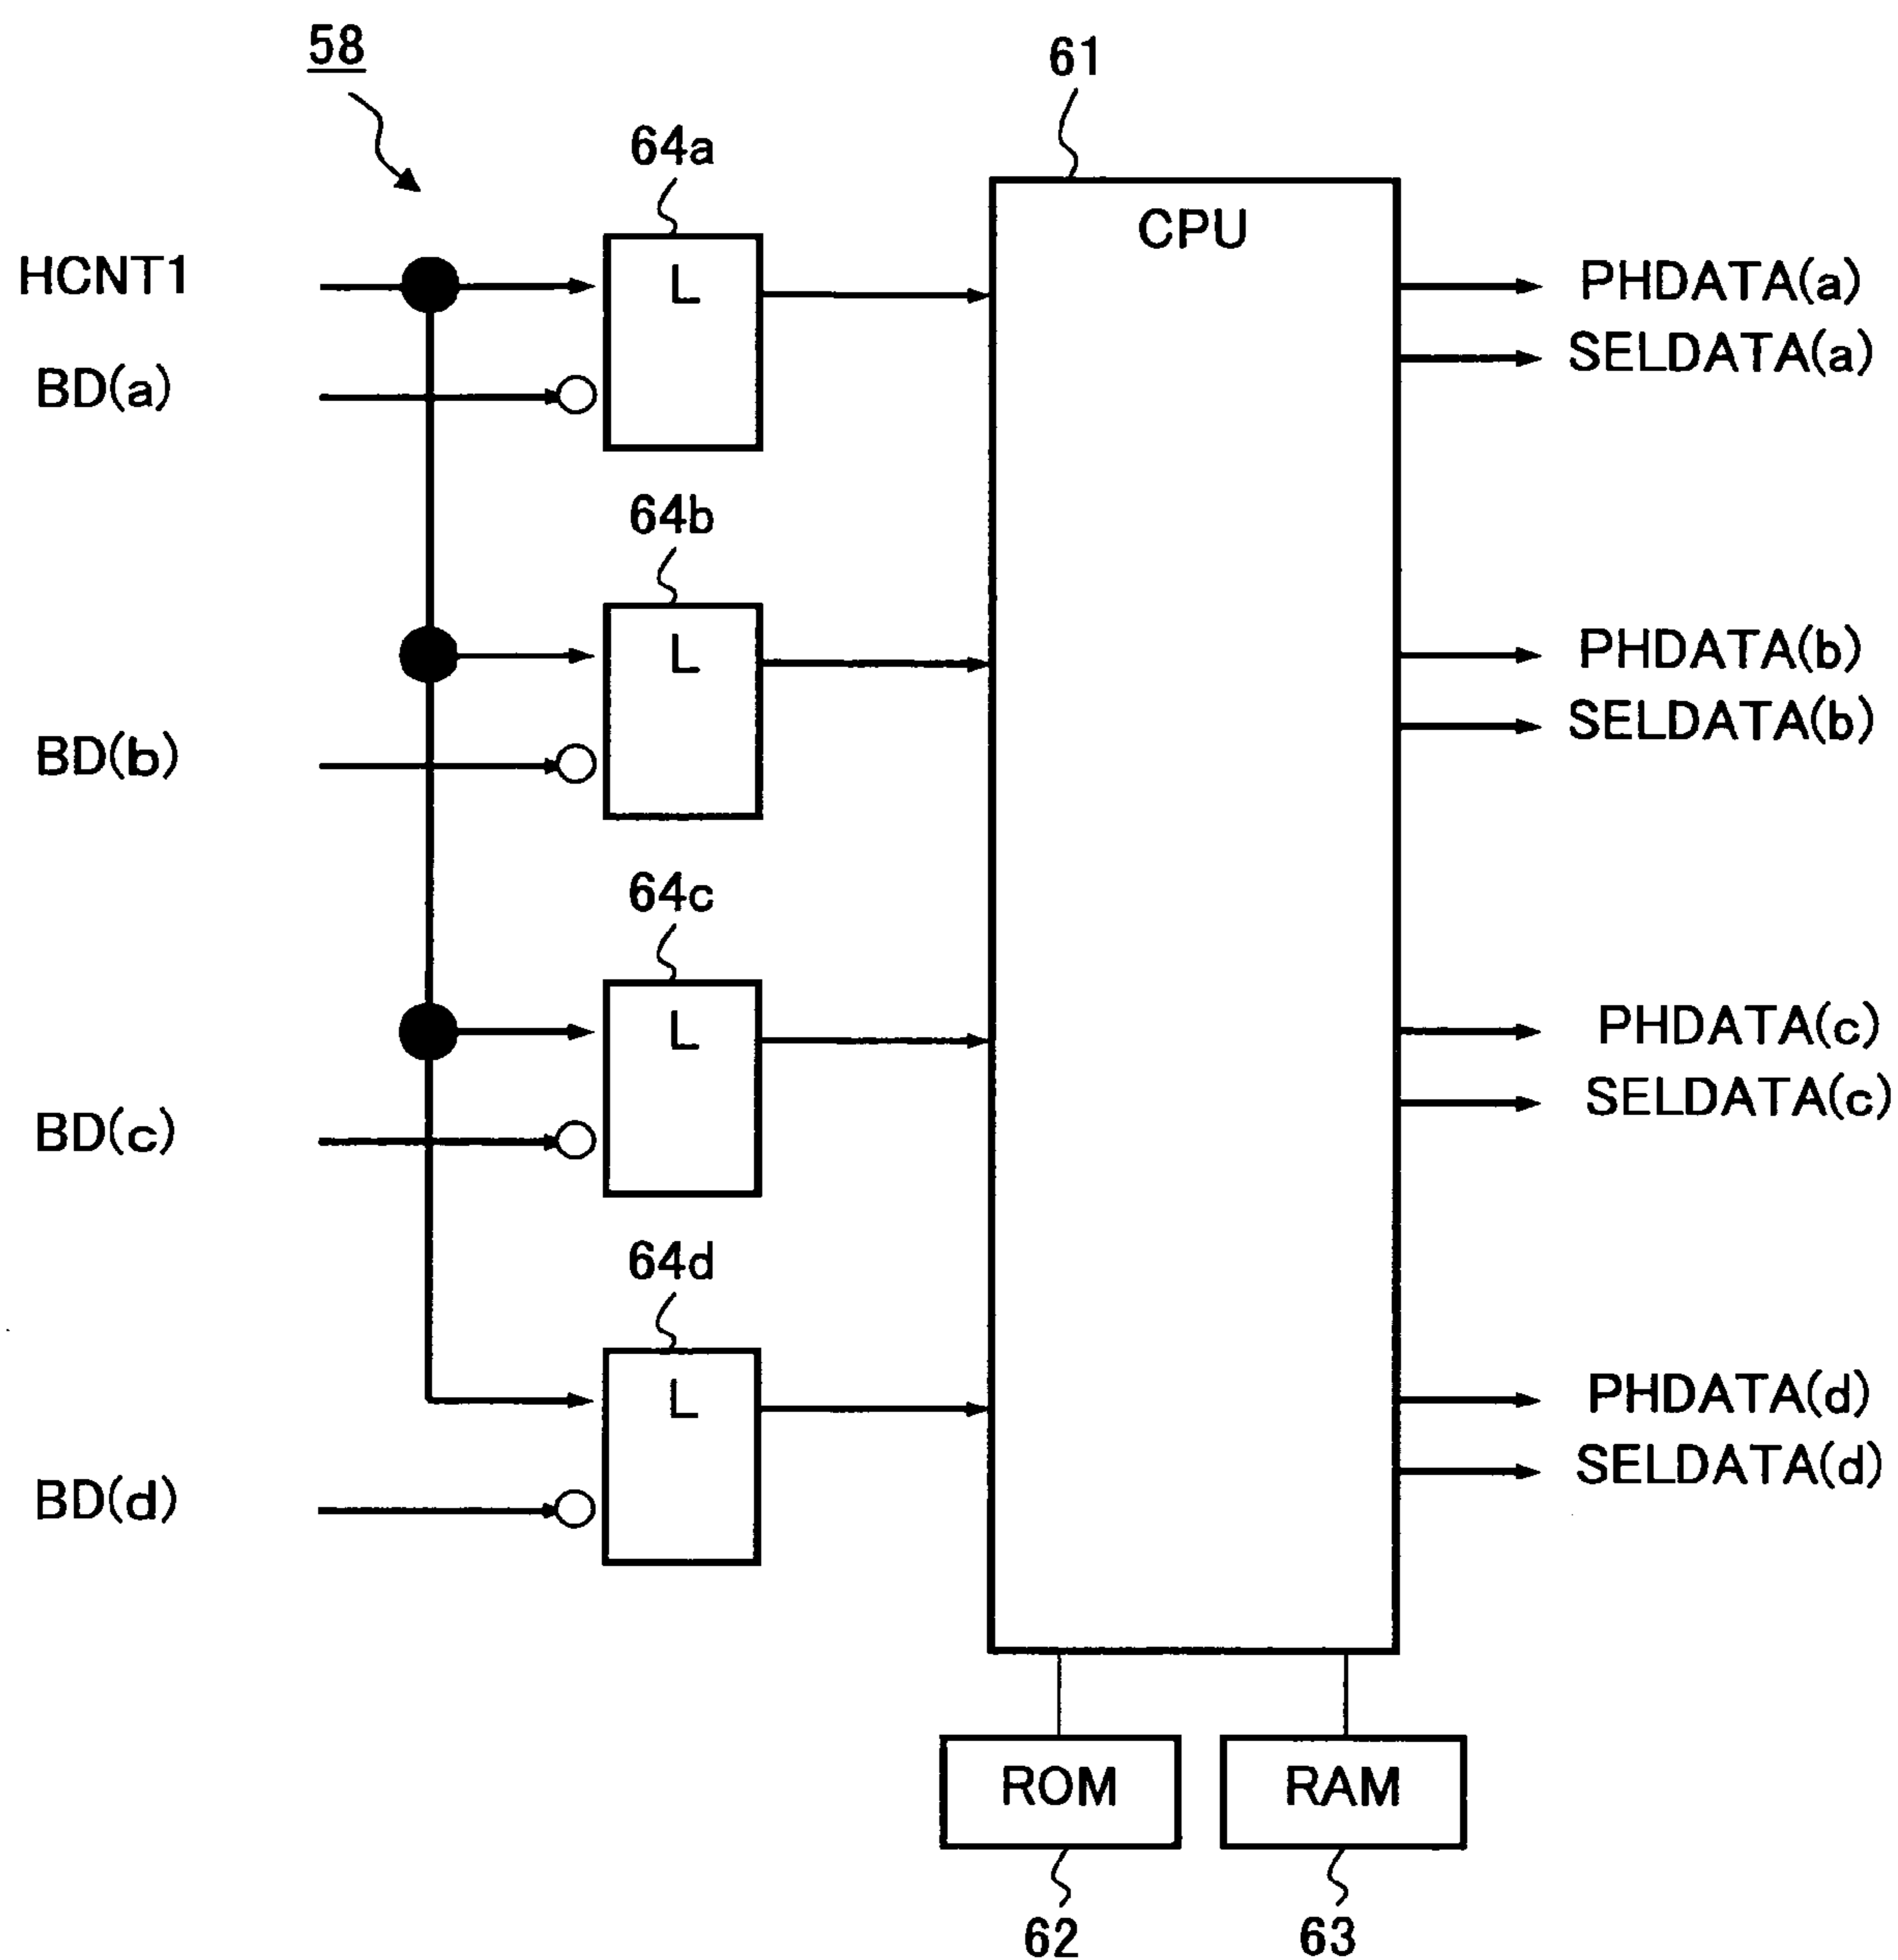 58
61
64a
CPU
HCNT1
L
PHDATA(a)
SELDATA(a)
BD(a)
64b
L
PHDATA(b)
SELDATA(b)
BD(b)
64c
L
PHDATA(c)
SELDATA(c)
BD(c)
64d
L
PHDATA(d)
SELDATA(d)
BD(d)
ROM
RAM
62
63